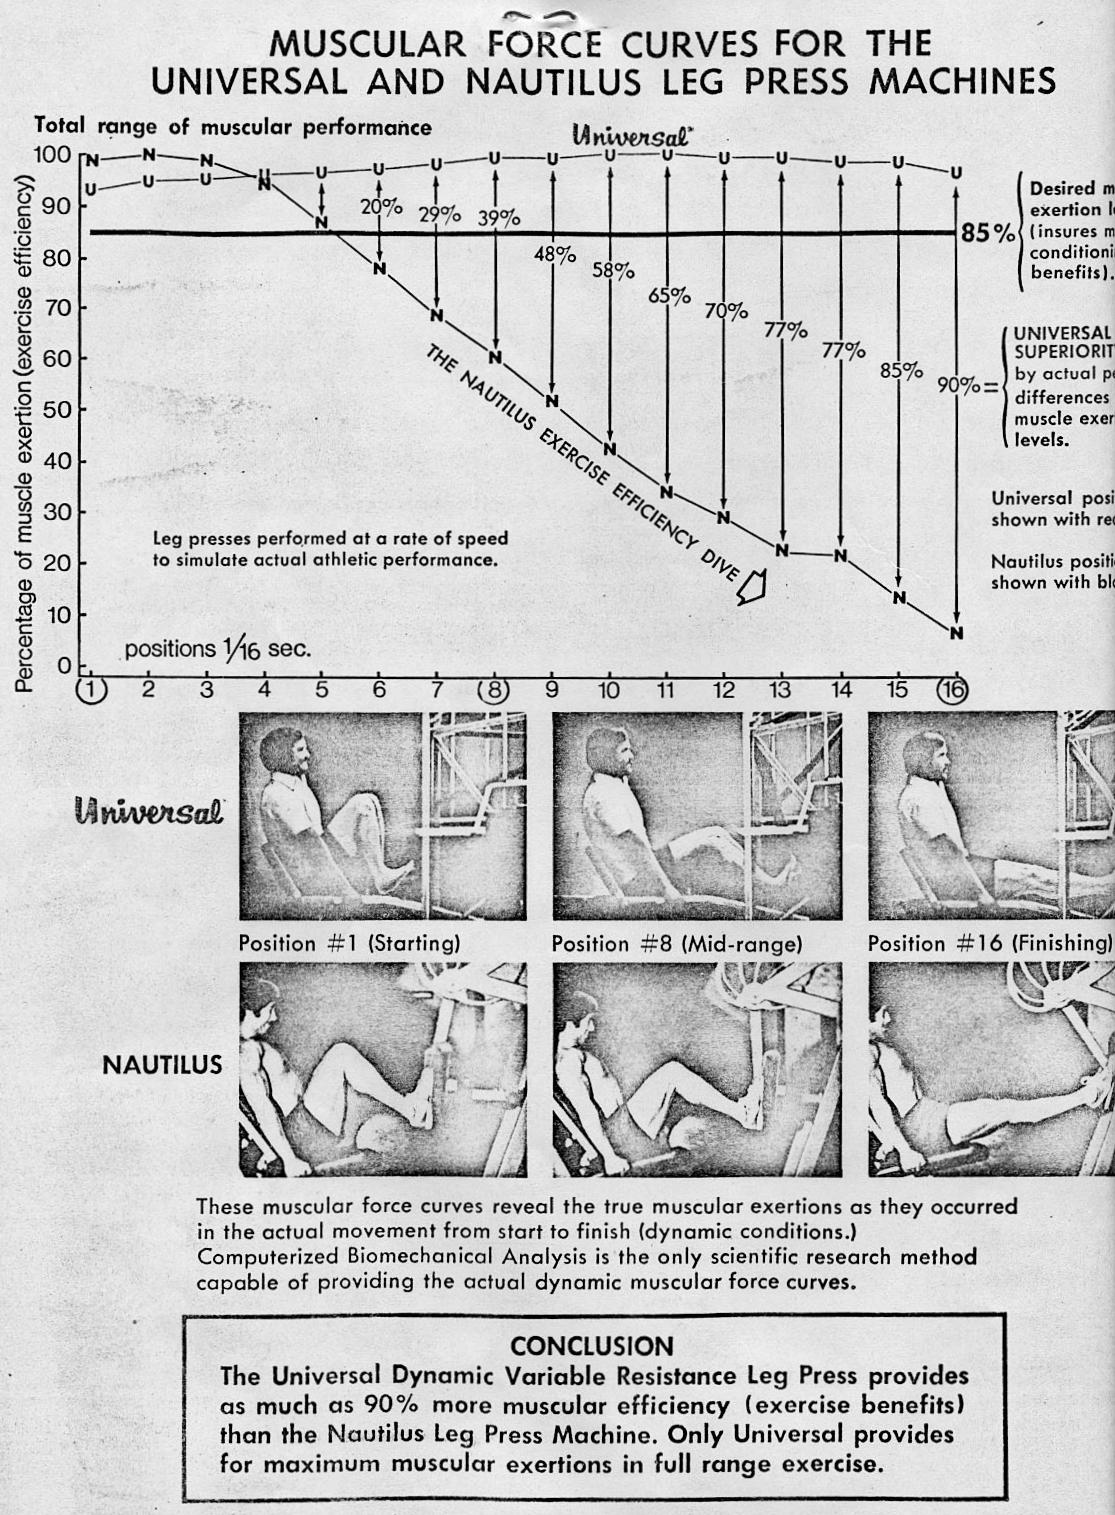 MUSCULAR FORCE CURVES FOR THE
UNIVERSAL AND NAUTILUS LEG PRESS MACHINES
Total range of muscular performance
Universal
Percentage of muscle exertion (exercise efficiency)
100
90
80
70
60
50
40
30
20
10
0
N N N N N N N N N N N N N N N N
U U U U U U U U U U U U U U U
20%
29%
39%
48%
58%
65%
70%
77%
77%
85%
90% =
85%
Desired m
exertion l
(insures m
conditioni
benefits).
UNIVERSAL
SUPERIORIT
by actual p
differences
muscle exer
levels.
Universal posi
shown with re
Nautilus positi
shown with bl
THE NAUTILUS EXERCISE EFFICIENCY DIVE
Leg presses performed at a rate of speed
to simulate actual athletic performance.
positions 1/16 sec.
1 2 3 4 5 6 7 8 9 10 11 12 13 14 15 16
Universal
Position #1 (Starting)
Position #8 (Mid-range)
Position #16 (Finishing)
NAUTILUS
These muscular force curves reveal the true muscular exertions as they occurred
in the actual movement from start to finish (dynamic conditions.)
Computerized Biomechanical Analysis is the only scientific research method
capable of providing the actual dynamic muscular force curves.
CONCLUSION
The Universal Dynamic Variable Resistance Leg Press provides
as much as 90% more muscular efficiency (exercise benefits)
than the Nautilus Leg Press Machine. Only Universal provides
for maximum muscular exertions in full range exercise.